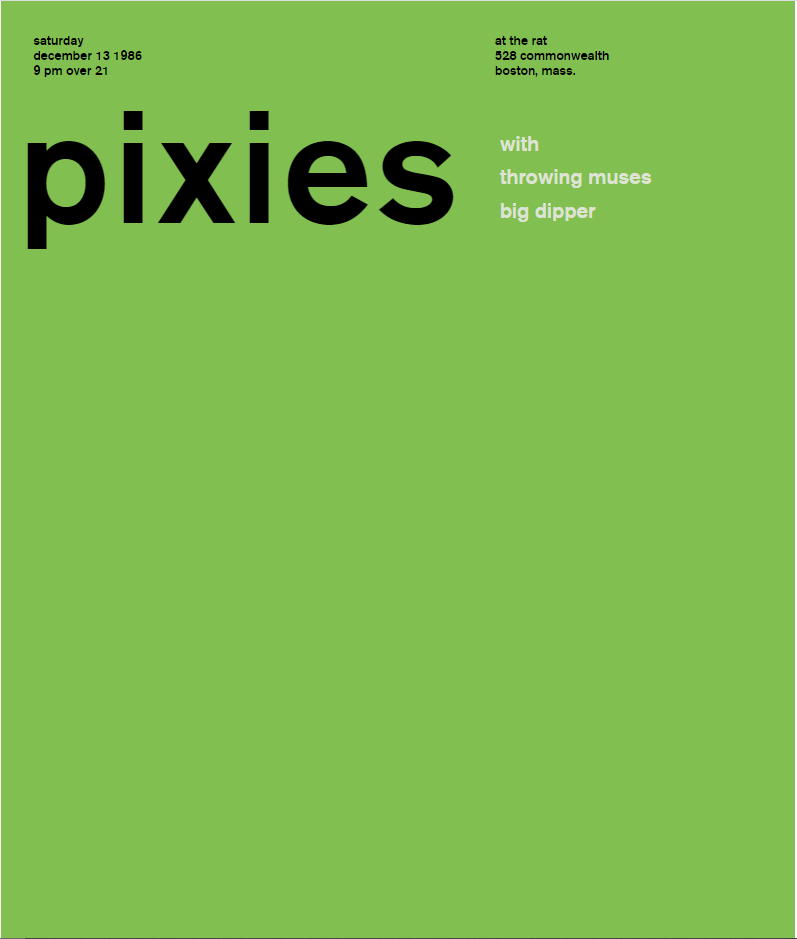 saturday
december 13 1986
9 pm over 21
at the rat
528 commonwealth
boston, mass.
pixies
with
throwing muses
big dipper